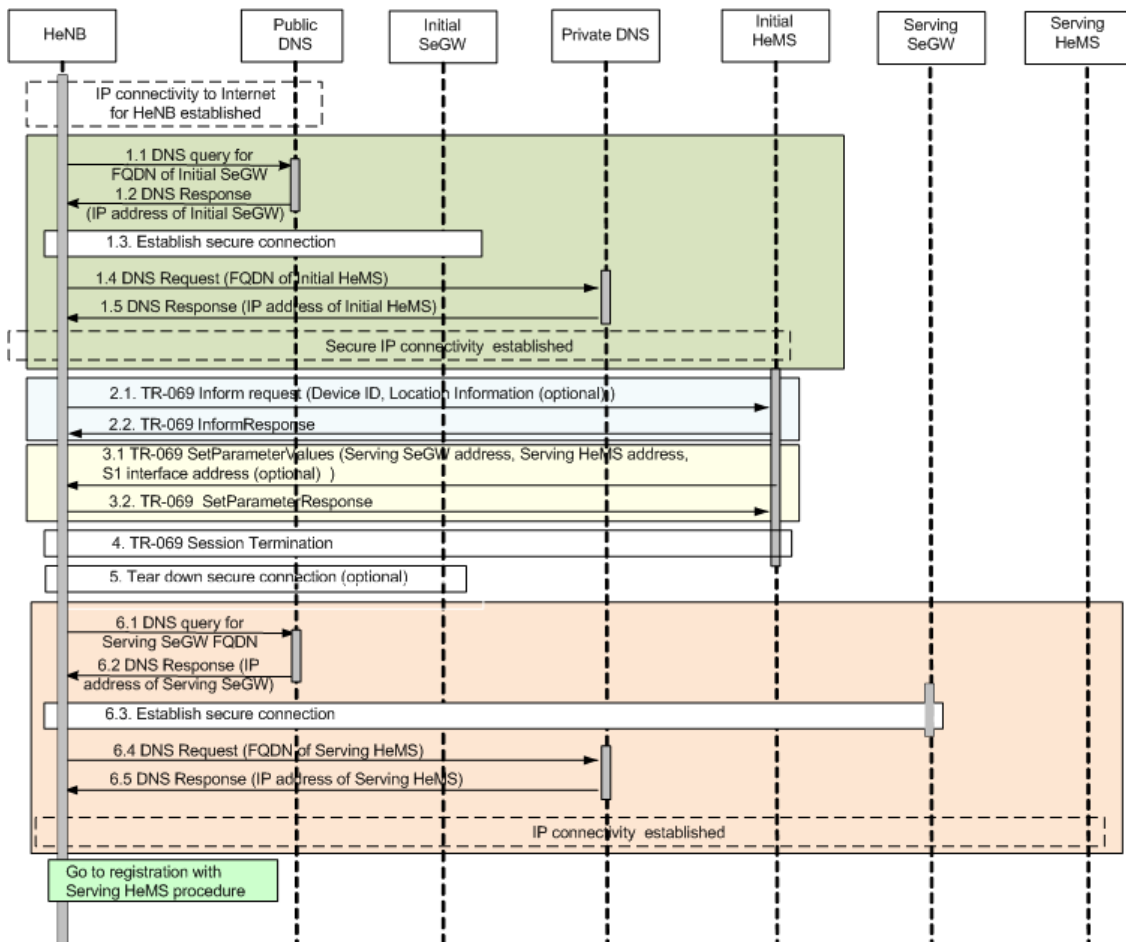 HeNB
Public
DNS
Initial
SeGW
Private DNS
Initial
HeMS
Serving
SeGW
Serving
HeMS
IP connectivity to Internet
for HeNB established
1.1 DNS query for
FQDN of Initial SeGW
1.2 DNS Response
(IP address of Initial SeGW)
1.3. Establish secure connection
1.4 DNS Request (FQDN of Initial HeMS)
1.5 DNS Response (IP address of Initial HeMS)
Secure IP connectivity established
2.1. TR-069 Inform request (Device ID, Location Information (optional) )
2.2. TR-069 InformResponse
3.1 TR-069 SetParameterValues (Serving SeGW address, Serving HeMS address,
S1 interface address (optional) )
3.2. TR-069 SetParameterResponse
4. TR-069 Session Termination
5. Tear down secure connection (optional)
6.1 DNS query for
Serving SeGW FQDN
6.2 DNS Response (IP
address of Serving SeGW)
6.3. Establish secure connection
6.4 DNS Request (FQDN of Serving HeMS)
6.5 DNS Response (IP address of Serving HeMS)
IP connectivity established
Go to registration with
Serving HeMS procedure